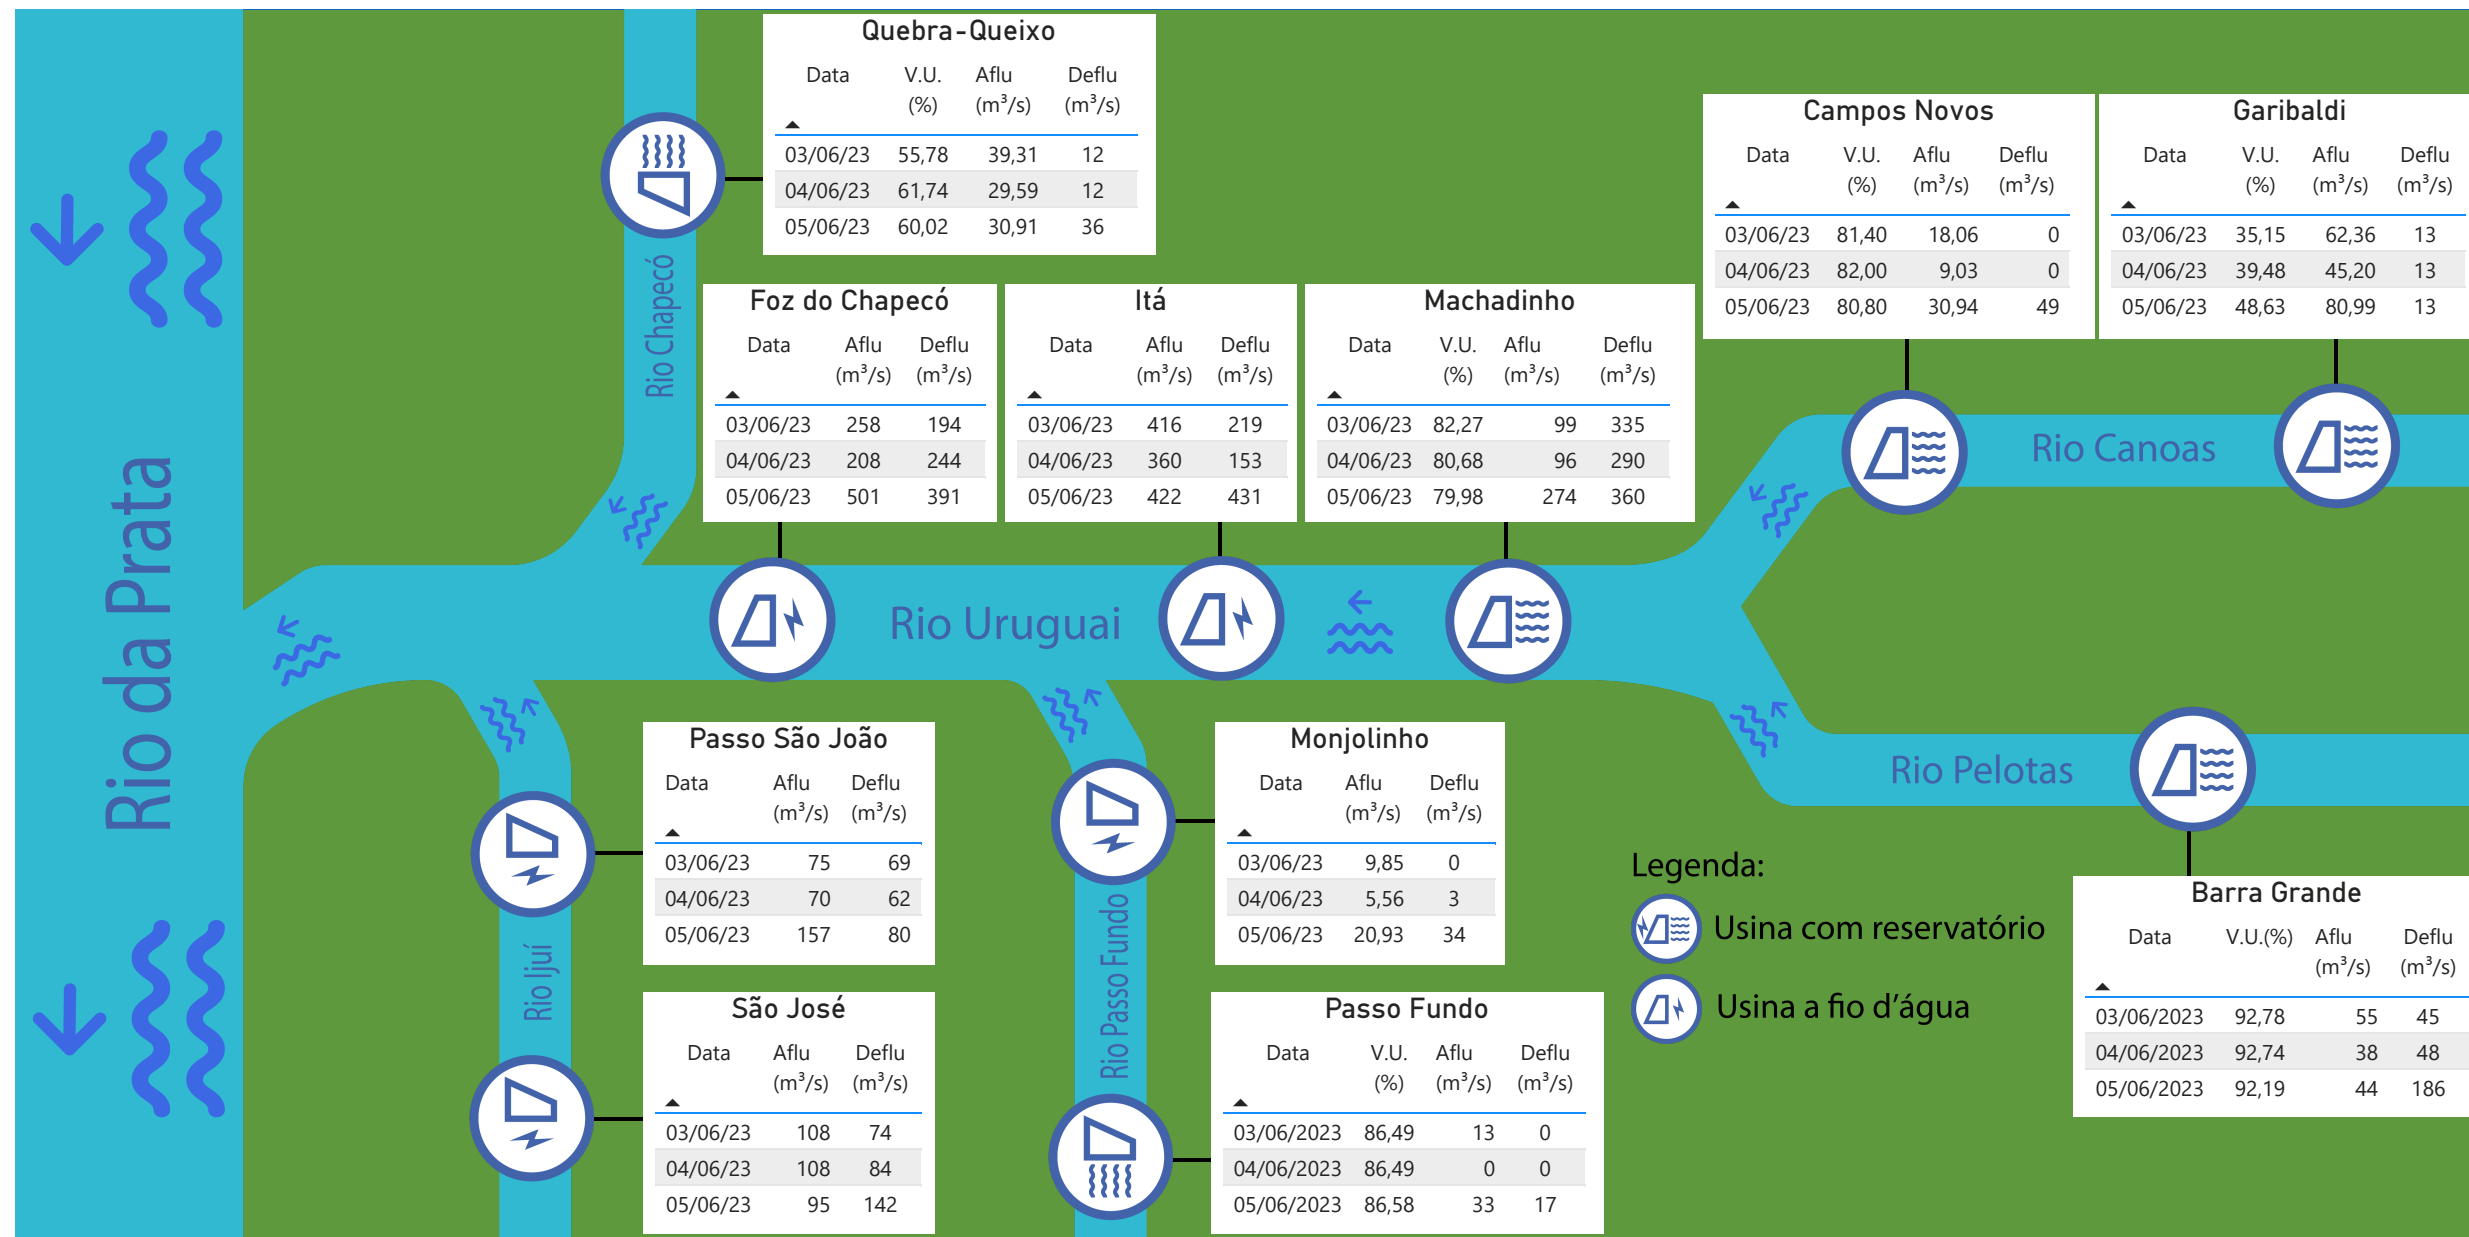 Quebra-Queixo
Data V.U. Aflu Deflu
(%) (m³/s) (m³/s)
03/06/23 55,78 39,31 12
04/06/23 61,74 29,59 12
05/06/23 60,02 30,91 36
Campos Novos
Data V.U. Aflu Deflu
(%) (m³/s) (m³/s)
03/06/23 81,40 18,06 0
04/06/23 82,00 9,03 0
05/06/23 80,80 30,94 49
Garibaldi
Data V.U. Aflu Deflu
(%) (m³/s) (m³/s)
03/06/23 35,15 62,36 13
04/06/23 39,48 45,20 13
05/06/23 48,63 80,99 13
Rio Chapecó
Foz do Chapecó
Data Aflu Deflu
(m³/s) (m³/s)
03/06/23 258 194
04/06/23 208 244
05/06/23 501 391
Itá
Data Aflu Deflu
(m³/s) (m³/s)
03/06/23 416 219
04/06/23 360 153
05/06/23 422 431
Machadinho
Data V.U. Aflu Deflu
(%) (m³/s) (m³/s)
03/06/23 82,27 99 335
04/06/23 80,68 96 290
05/06/23 79,98 274 360
Rio Canoas
Rio da Prata
Rio Uruguai
Rio Pelotas
Passo São João
Data Aflu Deflu
(m³/s) (m³/s)
03/06/23 75 69
04/06/23 70 62
05/06/23 157 80
Monjolinho
Data Aflu Deflu
(m³/s) (m³/s)
03/06/23 9,85 0
04/06/23 5,56 3
05/06/23 20,93 34
Legenda:
Usina com reservatório
Usina a fio d’água
Barra Grande
Data V.U.(%) Aflu Deflu
(m³/s) (m³/s)
03/06/2023 92,78 55 45
04/06/2023 92,74 38 48
05/06/2023 92,19 44 186
Rio Ijuí
Rio Passo Fundo
São José
Data Aflu Deflu
(m³/s) (m³/s)
03/06/23 108 74
04/06/23 108 84
05/06/23 95 142
Passo Fundo
Data V.U. Aflu Deflu
(%) (m³/s) (m³/s)
03/06/2023 86,49 13 0
04/06/2023 86,49 0 0
05/06/2023 86,58 33 17